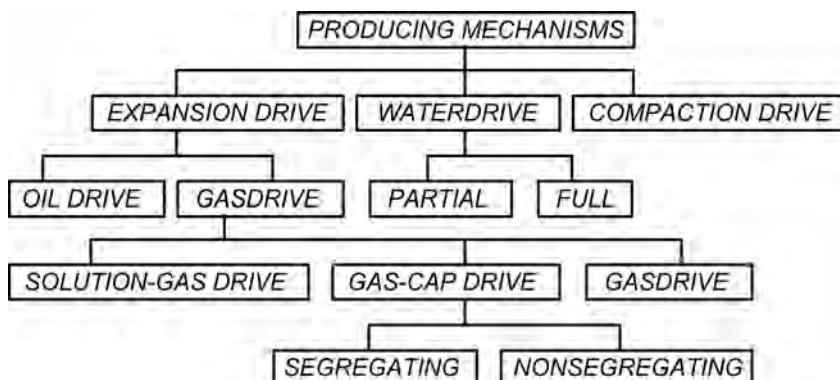 PRODUCING MECHANISMS
EXPANSION DRIVE
WATERDRIVE
COMPACTION DRIVE
OIL DRIVE
GASDRIVE
PARTIAL
FULL
SOLUTION-GAS DRIVE
GAS-CAP DRIVE
GASDRIVE
SEGREGATING
NONSEGREGATING